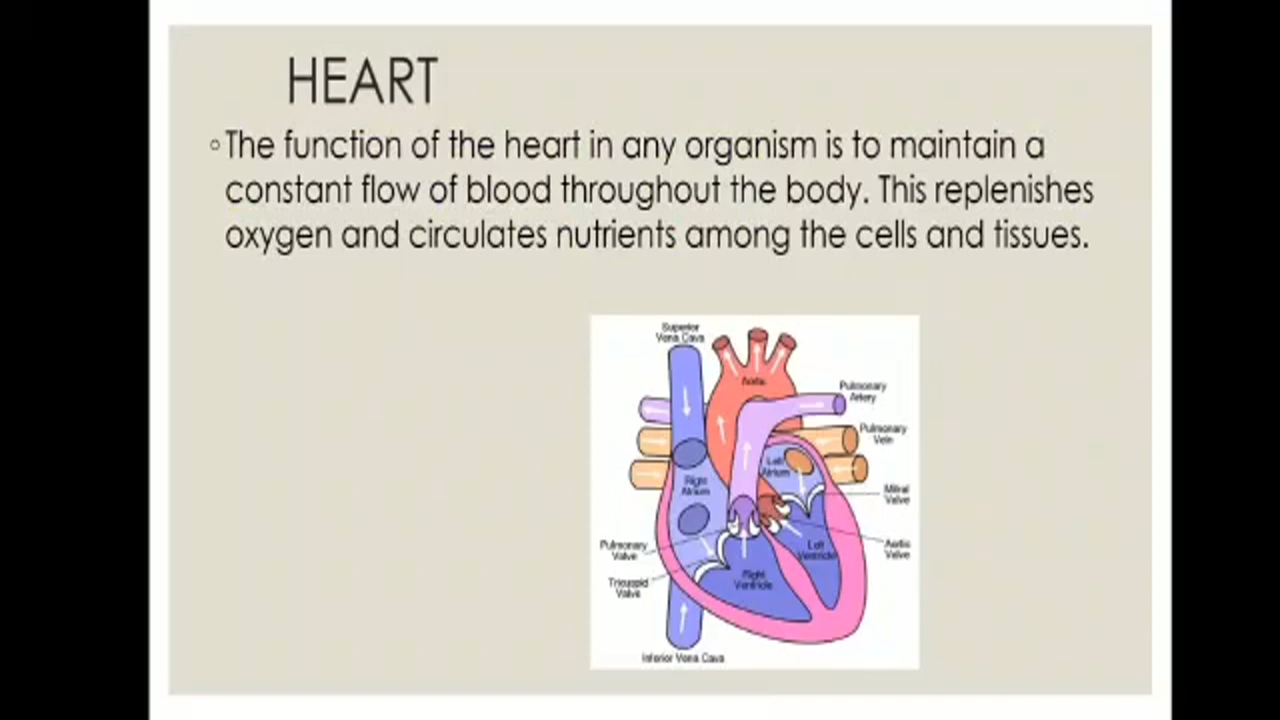 HEART
◦The function of the heart in any organism is to maintain a
constant flow of blood throughout the body. This replenishes
oxygen and circulates nutrients among the cells and tissues.
Superior
Vena Cava
Aorta
Pulmonary
Artery
Pulmonary
Vein
Left
Atrium
Right
Atrium
Mitral
Valve
Pulmonary
Valve
Aortic
Valve
Left
Ventricle
Right
Ventricle
Tricuspid
Valve
Inferior Vena Cava